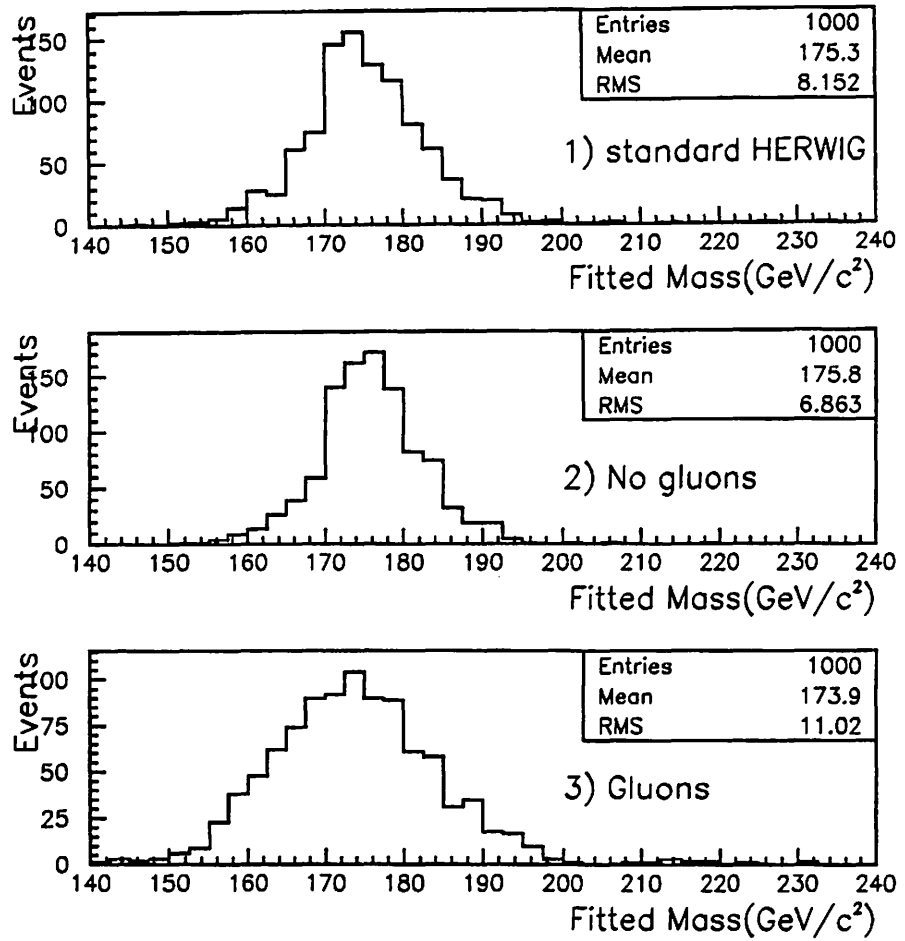 Events
150
100
50
0
Entries 1000
Mean 175.3
RMS 8.152
1) standard HERWIG
140 150 160 170 180 190 200 210 220 230 240
Fitted Mass(GeV/c²)
Events
150
100
50
0
Entries 1000
Mean 175.8
RMS 6.863
2) No gluons
140 150 160 170 180 190 200 210 220 230 240
Fitted Mass(GeV/c²)
Events
100
75
50
25
0
Entries 1000
Mean 173.9
RMS 11.02
3) Gluons
140 150 160 170 180 190 200 210 220 230 240
Fitted Mass(GeV/c²)